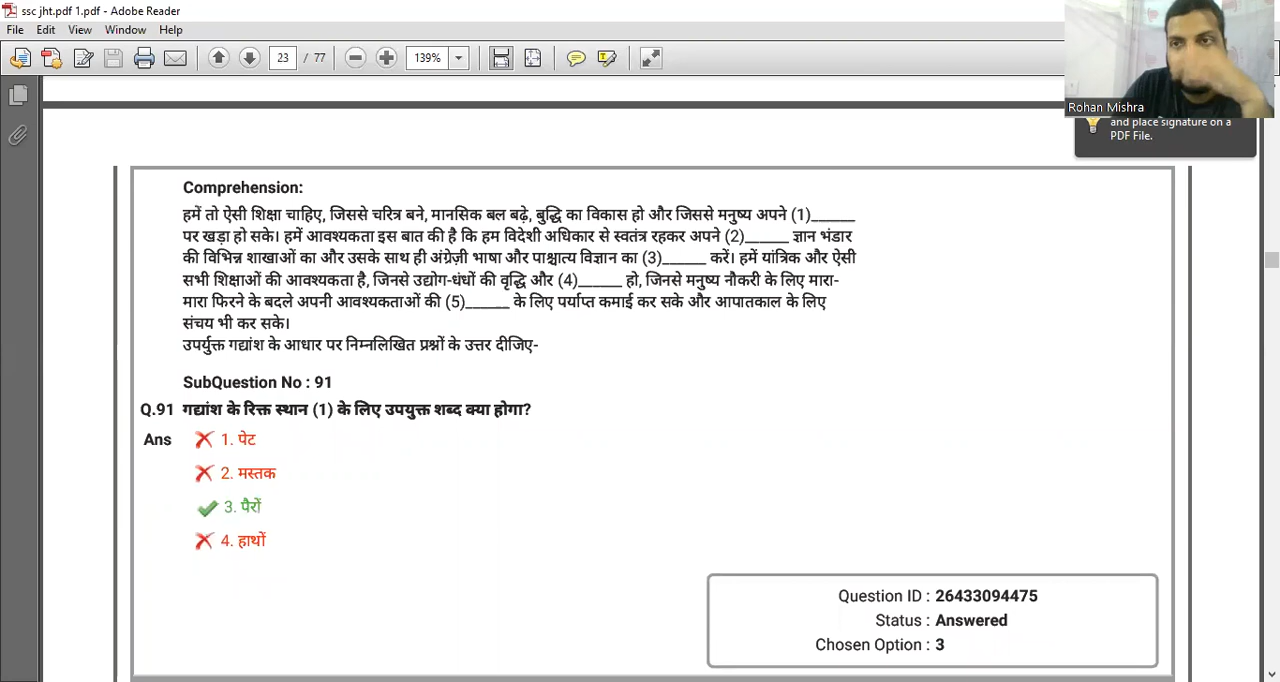 ssc jht.pdf 1.pdf - Adobe Reader
File Edit View Window Help
23 / 77 139%
Rohan Mishra
and place signature on a
PDF File.
Comprehension:
हमें तो ऐसी शिक्षा चाहिए, जिससे चरित्र बने, मानसिक बल बढ़े, बुद्धि का विकास हो और जिससे मनुष्य अपने (1)______
पर खड़ा हो सके। हमें आवश्यकता इस बात की है कि हम विदेशी अधिकार से स्वतंत्र रहकर अपने (2)______ ज्ञान भंडार
की विभिन्न शाखाओं का और उसके साथ ही अंग्रेज़ी भाषा और पाश्चात्य विज्ञान का (3)______ करें। हमें यांत्रिक और ऐसी
सभी शिक्षाओं की आवश्यकता है, जिनसे उद्योग-धंधों की वृद्धि और (4)______ हो, जिनसे मनुष्य नौकरी के लिए मारा-
मारा फिरने के बदले अपनी आवश्यकताओं की (5)______ के लिए पर्याप्त कमाई कर सके और आपातकाल के लिए
संचय भी कर सके।
उपर्युक्त गद्यांश के आधार पर निम्नलिखित प्रश्नों के उत्तर दीजिए-
SubQuestion No : 91
Q.91 गद्यांश के रिक्त स्थान (1) के लिए उपयुक्त शब्द क्या होगा?
Ans 1. पेट
2. मस्तक
3. पैरों
4. हाथों
Question ID : 26433094475
Status : Answered
Chosen Option : 3